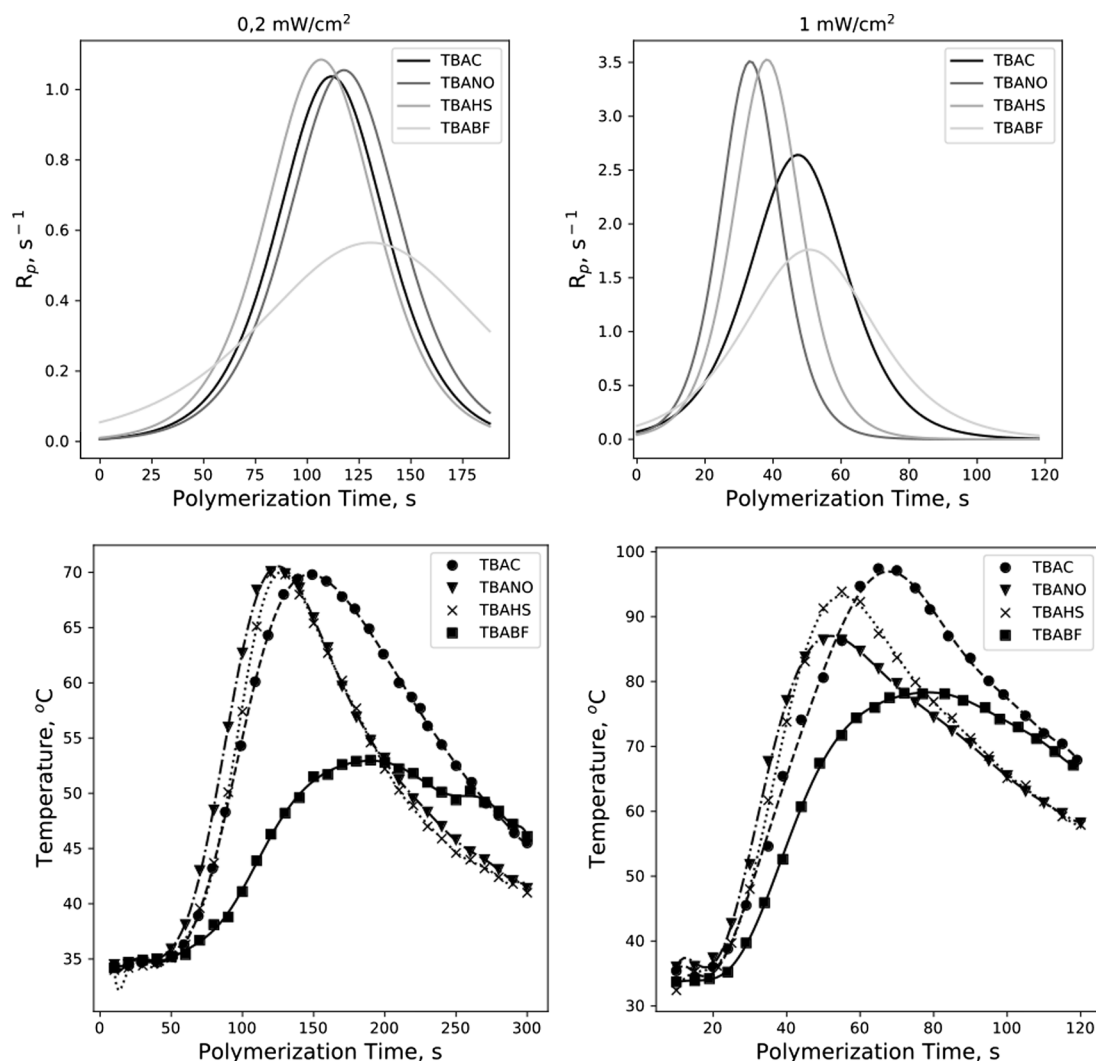 0,2 mW/cm²
1 mW/cm²
TBAC
TBANO
TBAHS
TBABF
1.0
0.8
0.6
0.4
0.2
0.0
Rₚ, s⁻¹
0 25 50 75 100 125 150 175
Polymerization Time, s
TBAC
TBANO
TBAHS
TBABF
3.5
3.0
2.5
2.0
1.5
1.0
0.5
0.0
Rₚ, s⁻¹
0 20 40 60 80 100 120
Polymerization Time, s
TBAC
TBANO
TBAHS
TBABF
70
65
60
55
50
45
40
35
Temperature, °C
0 50 100 150 200 250 300
Polymerization Time, s
TBAC
TBANO
TBAHS
TBABF
100
90
80
70
60
50
40
30
Temperature, °C
20 40 60 80 100 120
Polymerization Time, s